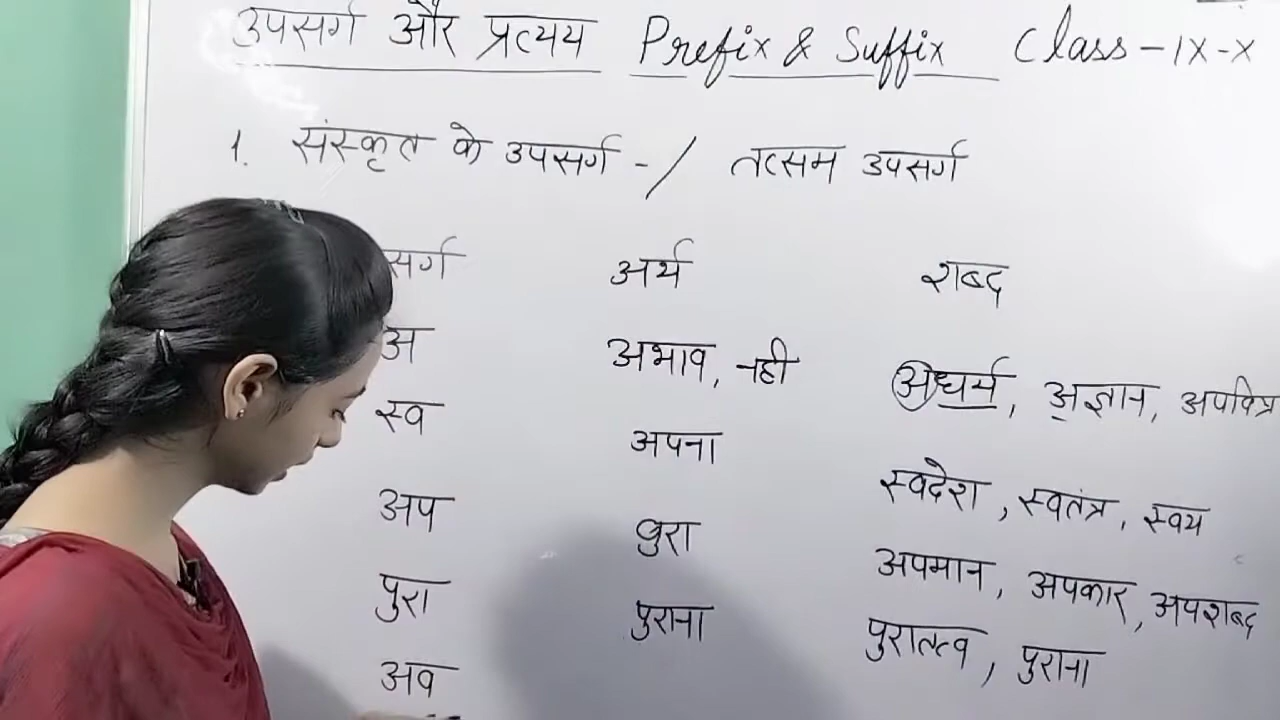 उपसर्ग और प्रत्यय Prefix & Suffix Class - IX-X
1. संस्कृत के उपसर्ग - / तत्सम उपसर्ग
सर्ग अर्थ शब्द
अ अभाव, नही अधर्म, अज्ञान, अपवित्र
स्व अपना स्वदेश, स्वतंत्र, स्वय
अप बुरा अपमान, अपकार, अपशब्द
पुरा पुराना पुरातत्व, पुराना
अव